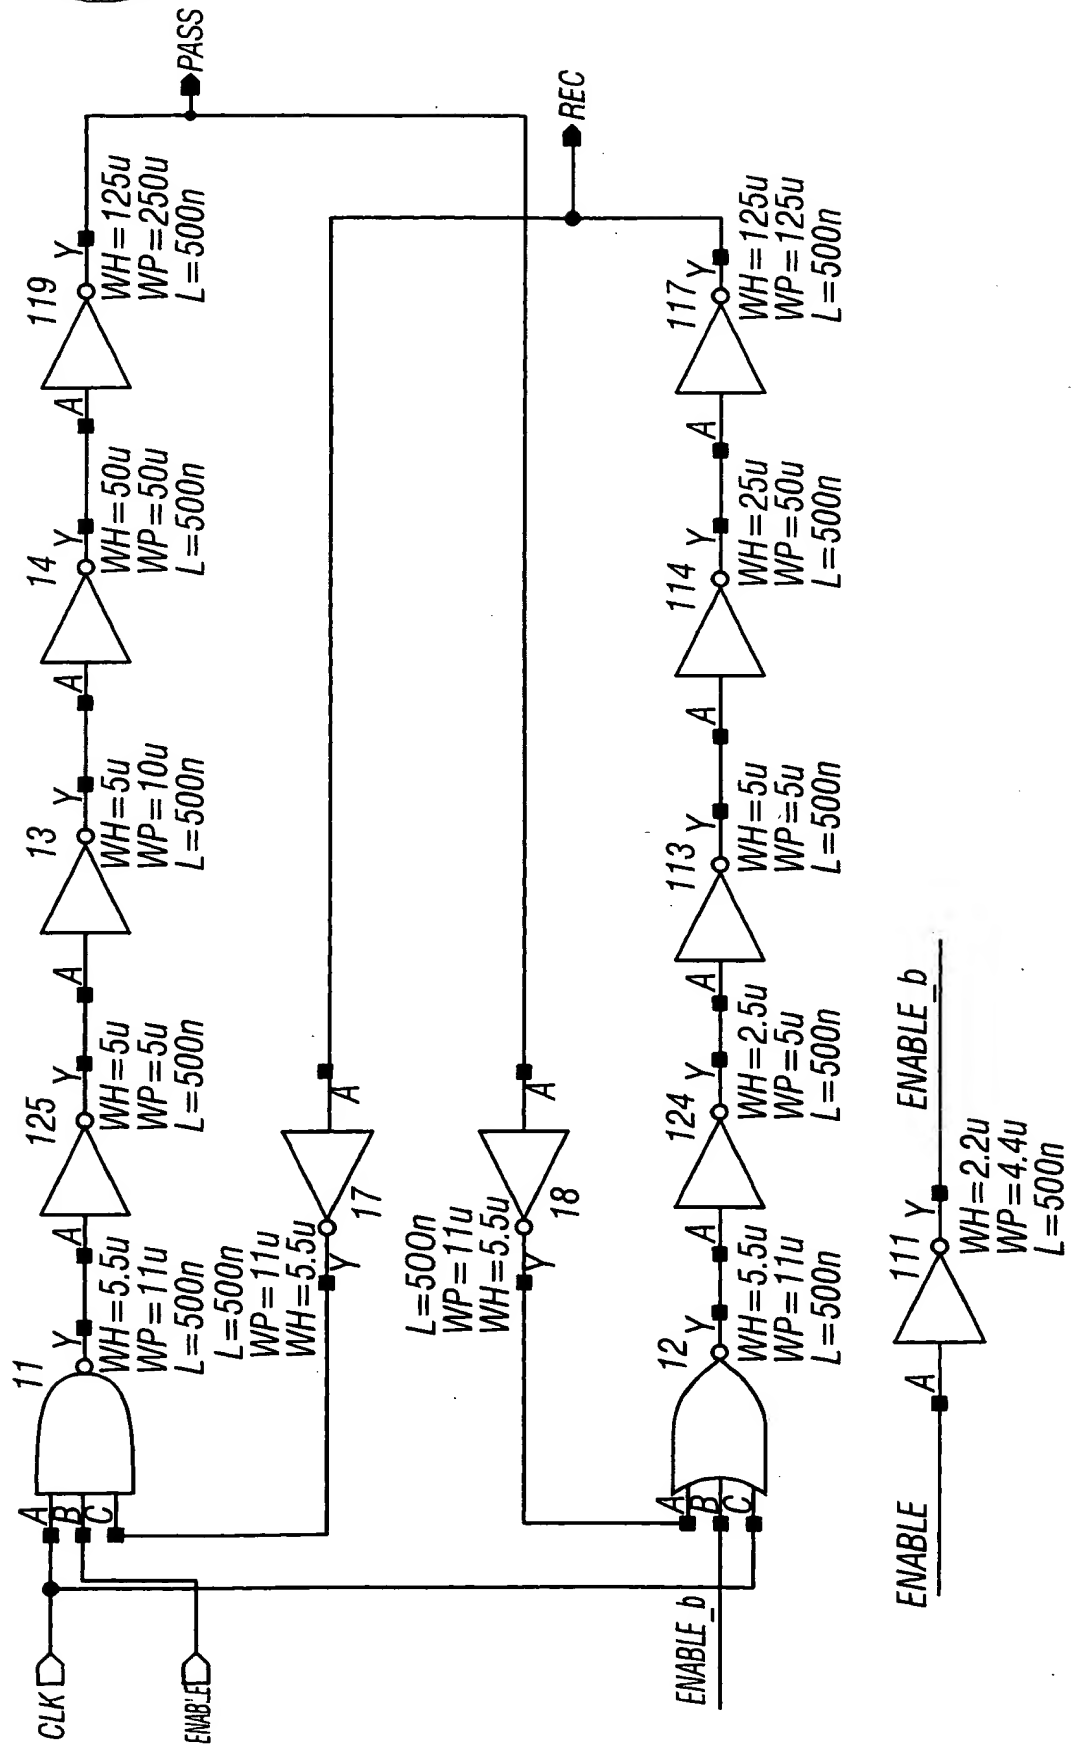 CLK
ENABLE
A
B
C
11
Y
WH=5.5u
WP=11u
L=500n
A
125
Y
WH=5u
WP=5u
L=500n
A
13
Y
WH=5u
WP=10u
L=500n
A
14
Y
WH=50u
WP=50u
L=500n
A
119
Y
WH=125u
WP=250u
L=500n
PASS
L=500n
WP=11u
WH=5.5u
Y
17
A
REC
L=500n
WP=11u
WH=5.5u
Y
18
A
ENABLE_b
A
B
C
12
Y
WH=5.5u
WP=11u
L=500n
A
124
Y
WH=2.5u
WP=5u
L=500n
A
113
Y
WH=5u
WP=5u
L=500n
A
114
Y
WH=25u
WP=50u
L=500n
A
117
Y
WH=125u
WP=125u
L=500n
ENABLE
A
111
Y
WH=2.2u
WP=4.4u
L=500n
ENABLE_b